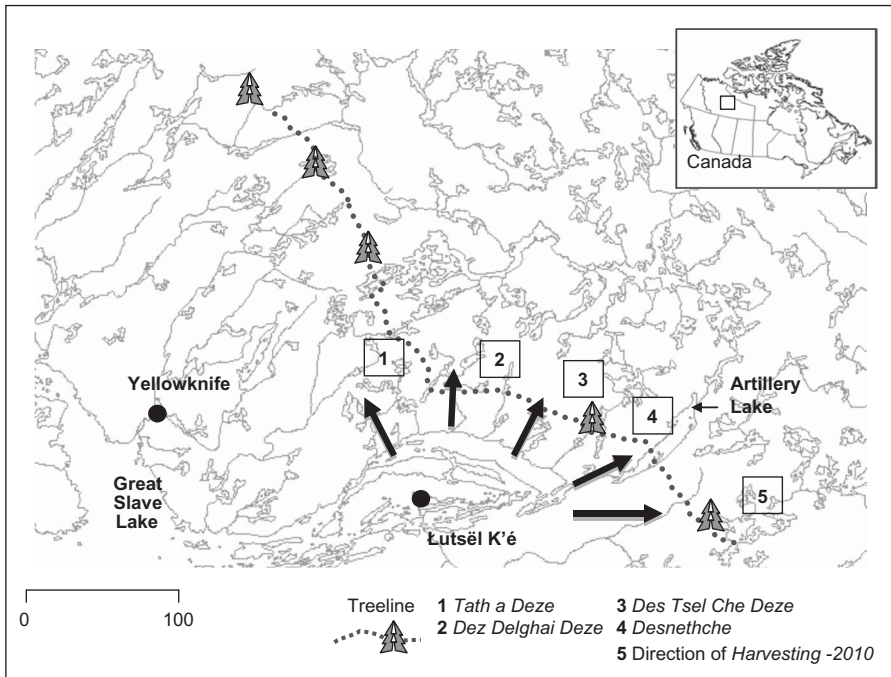 Canada
1
2
3
4
5
Yellowknife
Artillery
Lake
Great
Slave
Lake
Łutsël K’é
0
100
Treeline
1 Tath a Deze
2 Dez Delghai Deze
3 Des Tsel Che Deze
4 Desnethche
5 Direction of Harvesting -2010